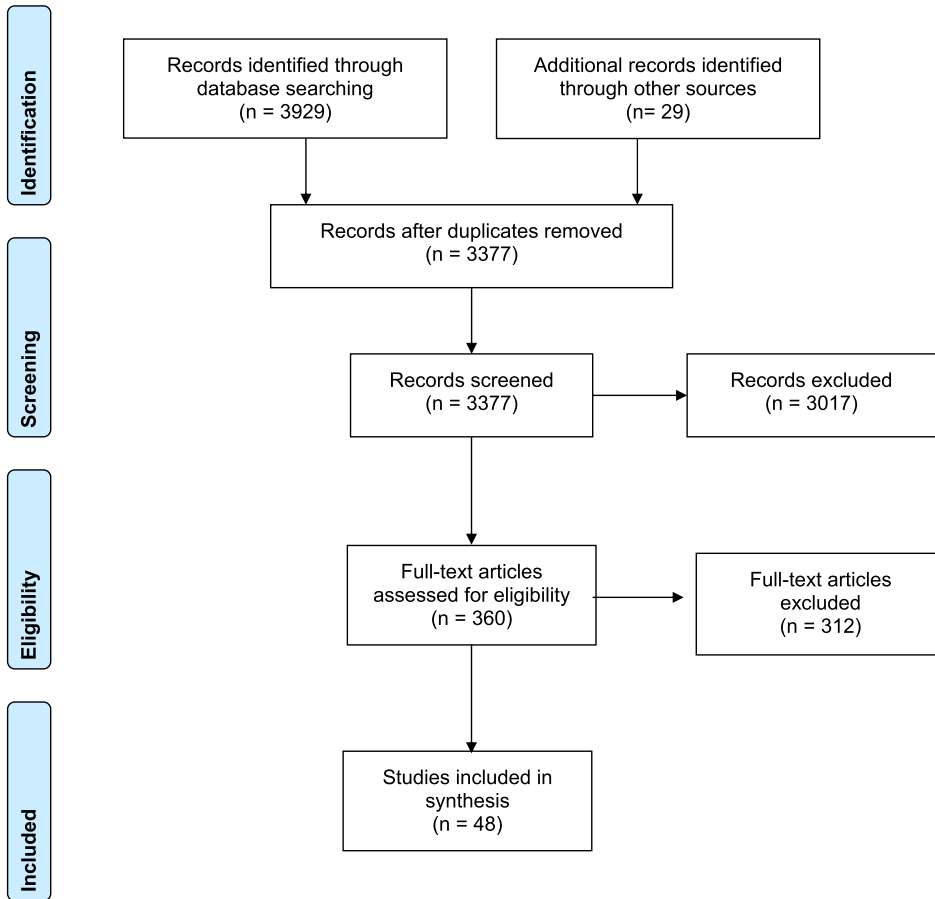 Identification
Records identified through
database searching
(n = 3929)
Additional records identified
through other sources
(n= 29)
Records after duplicates removed
(n = 3377)
Screening
Records screened
(n = 3377)
Records excluded
(n = 3017)
Eligibility
Full-text articles
assessed for eligibility
(n = 360)
Full-text articles
excluded
(n = 312)
Included
Studies included in
synthesis
(n = 48)